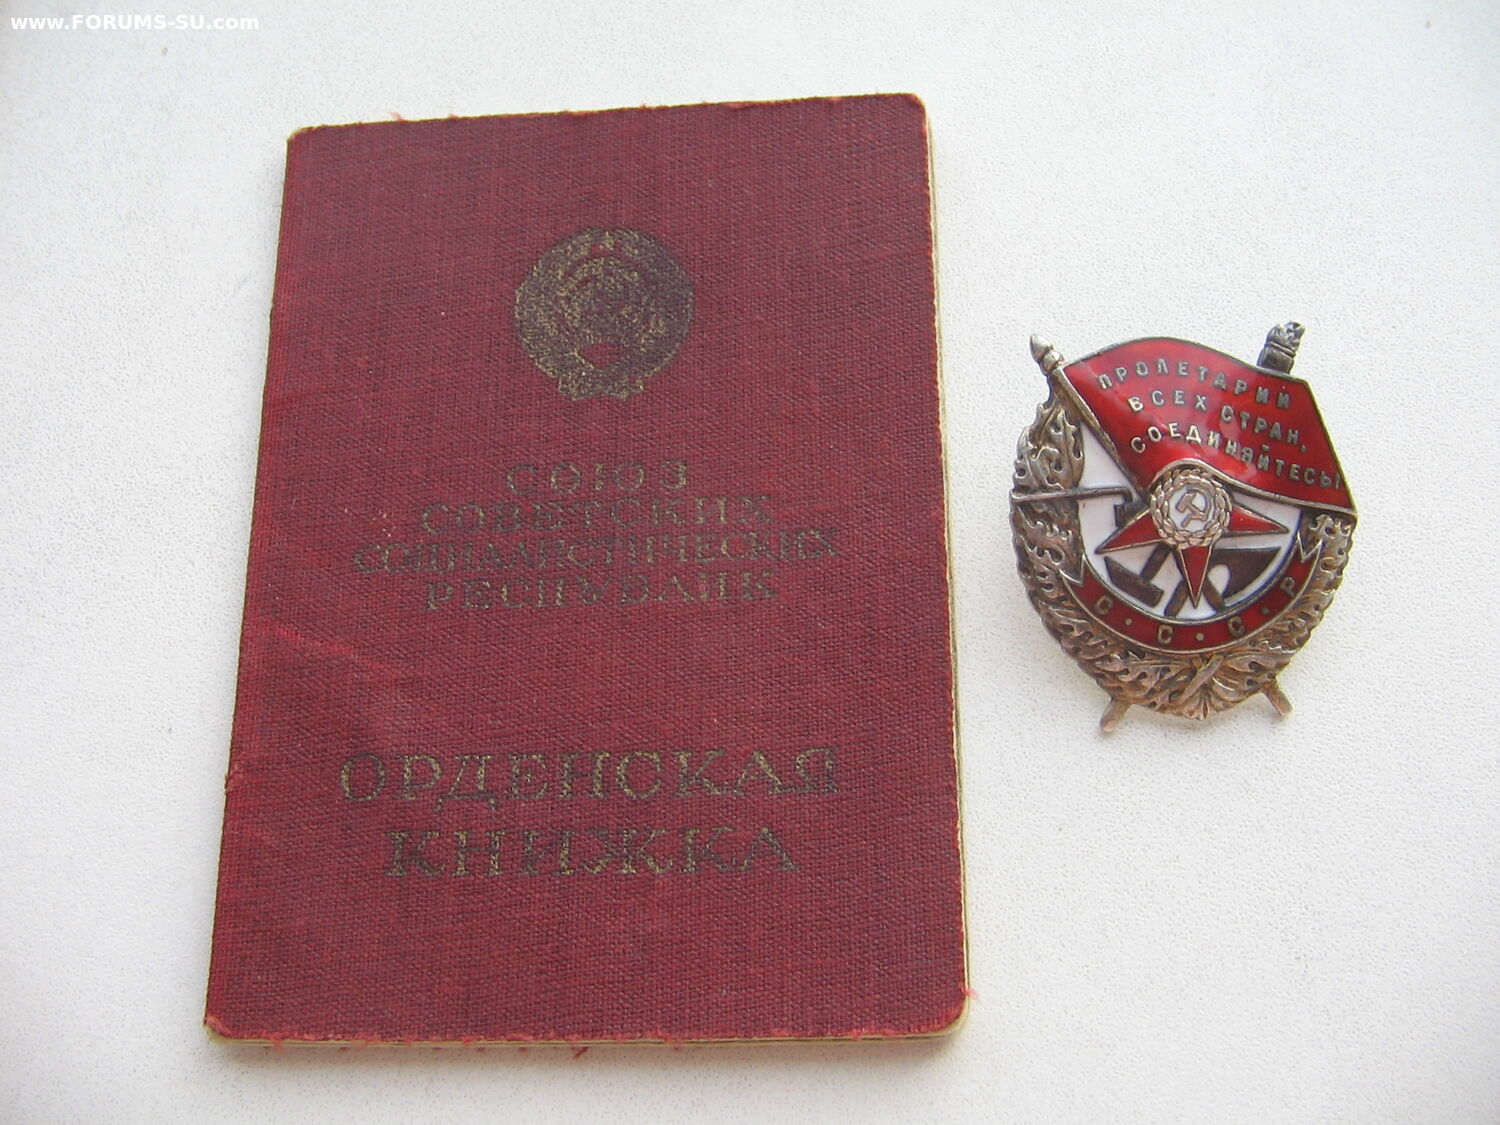 www.FORUMS-SU.com
СОЮЗ
СОВЕТСКИХ
СОЦИАЛИСТИЧЕСКИХ
РЕСПУБЛИК
ОРДЕНСКАЯ
КНИЖКА
ПРОЛЕТАРИИ
ВСЕХ СТРАН,
СОЕДИНЯЙТЕСЬ!
С·С·С·Р